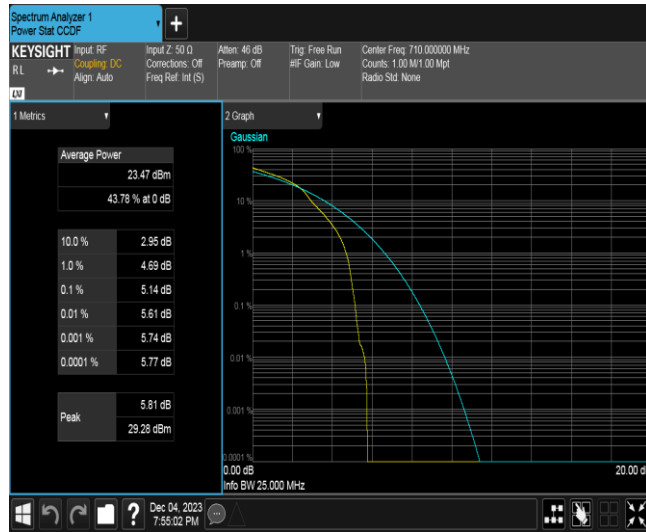 Spectrum Analyzer 1
Power Stat CCDF
+
KEYSIGHT
RL
LXI
Input: RF
Coupling: DC
Align: Auto
Input Z: 50 Ω
Corrections: Off
Freq Ref: Int (S)
Atten: 46 dB
Preamp: Off
Trig: Free Run
#IF Gain: Low
Center Freq: 710.000000 MHz
Counts: 1.00 M/1.00 Mpt
Radio Std: None
1 Metrics
Average Power
23.47 dBm
43.78 % at 0 dB
10.0 % 2.95 dB
1.0 % 4.69 dB
0.1 % 5.14 dB
0.01 % 5.61 dB
0.001 % 5.74 dB
0.0001 % 5.77 dB
Peak
5.81 dB
29.28 dBm
2 Graph
Gaussian
100 %
10 %
1 %
0.1 %
0.01 %
0.001 %
0.0001 %
0.00 dB
20.00 d
Info BW 25.000 MHz
?
Dec 04, 2023
7:55:02 PM